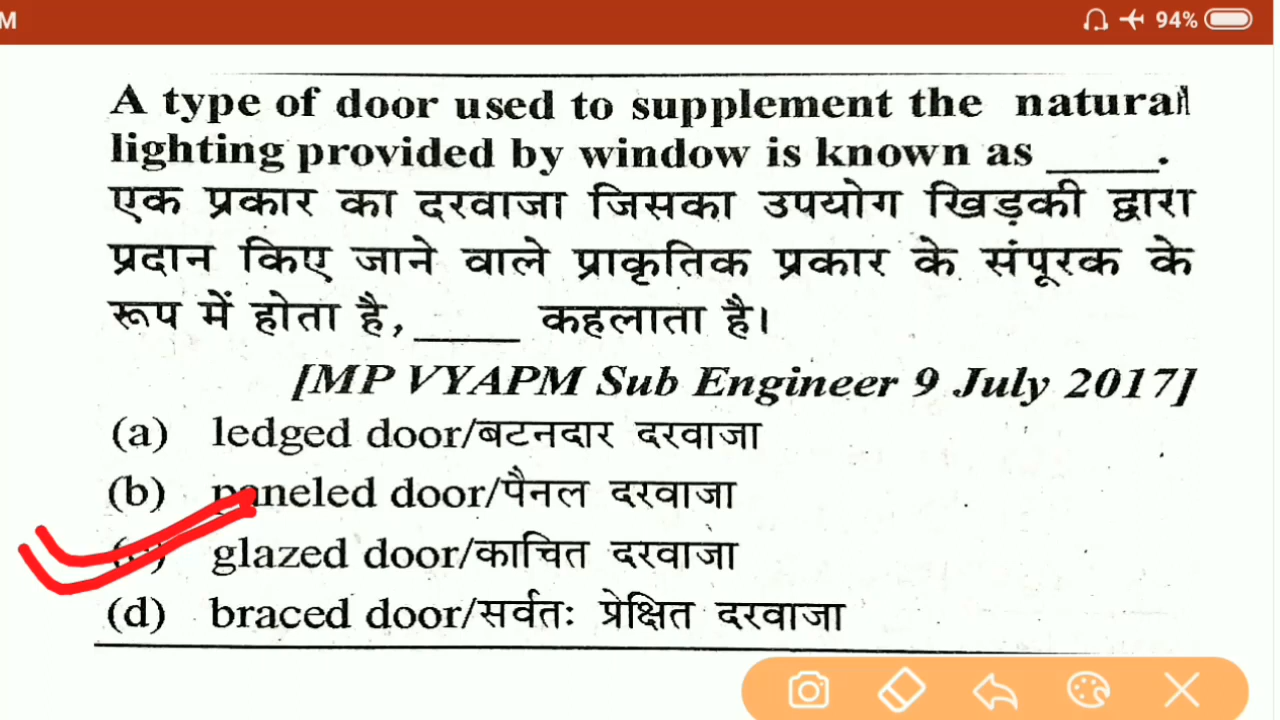 M 94%
A type of door used to supplement the natural
lighting provided by window is known as _____.
एक प्रकार का दरवाजा जिसका उपयोग खिड़की द्वारा
प्रदान किए जाने वाले प्राकृतिक प्रकार के संपूरक के
रूप में होता है, _____ कहलाता है।
[MP VYAPM Sub Engineer 9 July 2017]
(a) ledged door/बटनदार दरवाजा
(b) paneled door/पैनल दरवाजा
(c) glazed door/काचित दरवाजा
(d) braced door/सर्वतः प्रेक्षित दरवाजा